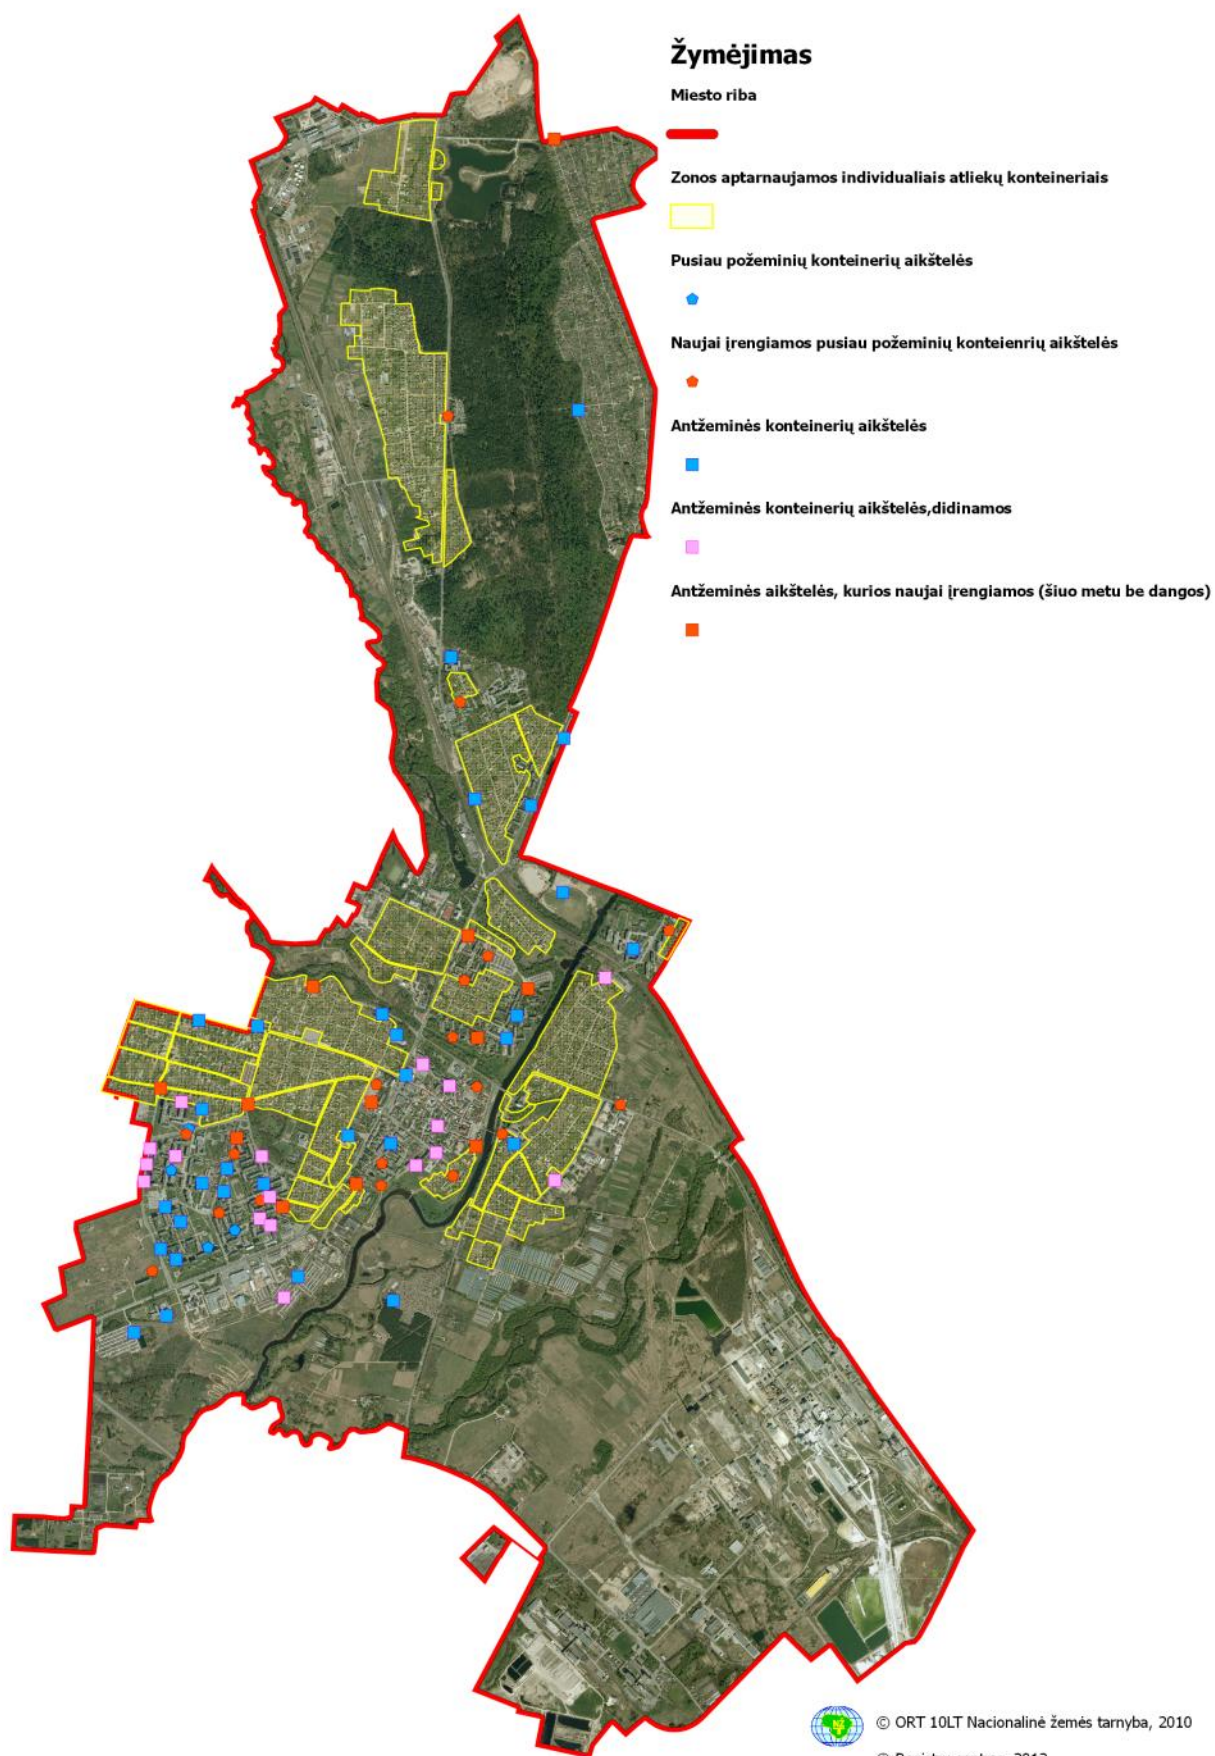 Žymėjimas
Miesto riba
Zonos aptarnaujamos individualiais atliekų konteineriais
Pusiau požeminių konteinerių aikštelės
Naujai įrengiamos pusiau požeminių konteienrių aikštelės
Antžeminės konteinerių aikštelės
Antžeminės konteinerių aikštelės,didinamos
Antžeminės aikštelės, kurios naujai įrengiamos (šiuo metu be dangos)
© ORT 10LT Nacionalinė žemės tarnyba, 2010